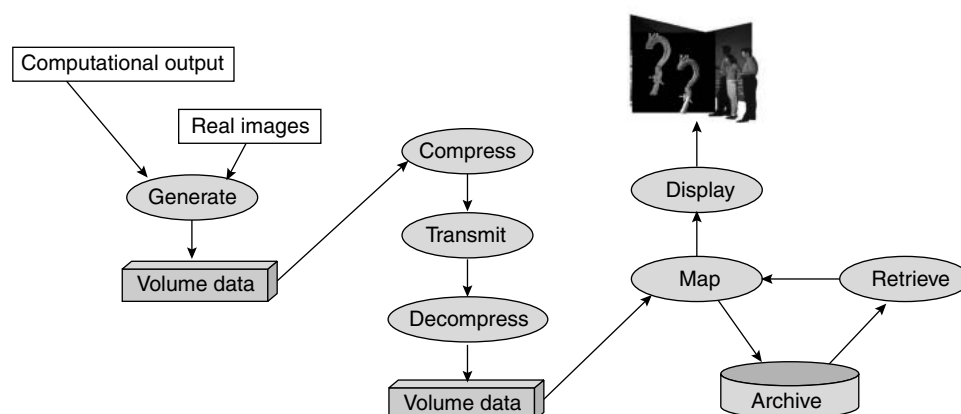 Computational output
Real images
Generate
Volume data
Compress
Transmit
Decompress
Volume data
Display
Map
Retrieve
Archive